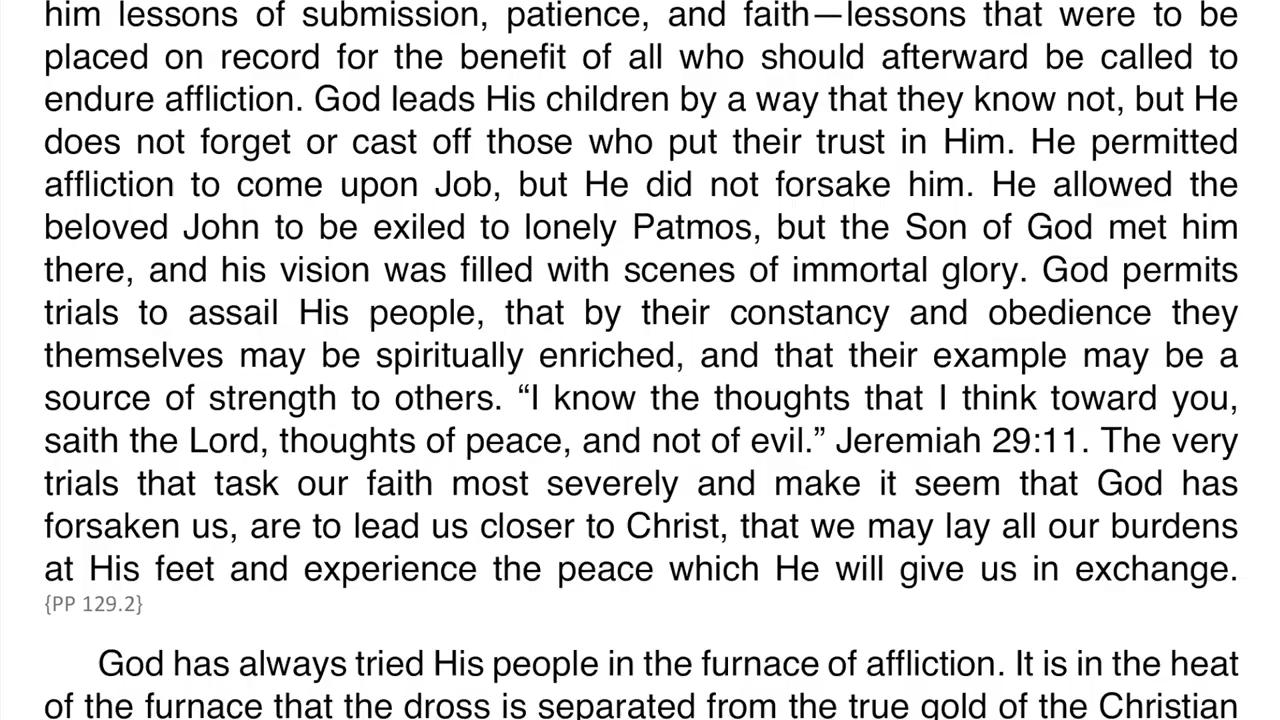 him lessons of submission, patience, and faith—lessons that were to be
placed on record for the benefit of all who should afterward be called to
endure affliction. God leads His children by a way that they know not, but He
does not forget or cast off those who put their trust in Him. He permitted
affliction to come upon Job, but He did not forsake him. He allowed the
beloved John to be exiled to lonely Patmos, but the Son of God met him
there, and his vision was filled with scenes of immortal glory. God permits
trials to assail His people, that by their constancy and obedience they
themselves may be spiritually enriched, and that their example may be a
source of strength to others. “I know the thoughts that I think toward you,
saith the Lord, thoughts of peace, and not of evil.” Jeremiah 29:11. The very
trials that task our faith most severely and make it seem that God has
forsaken us, are to lead us closer to Christ, that we may lay all our burdens
at His feet and experience the peace which He will give us in exchange.
{PP 129.2}
God has always tried His people in the furnace of affliction. It is in the heat
of the furnace that the dross is separated from the true gold of the Christian